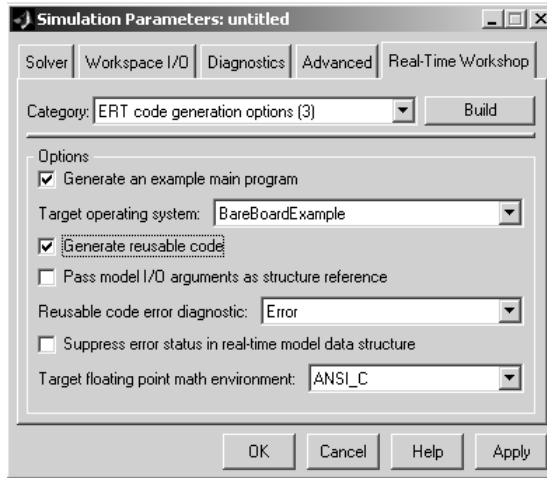 Simulation Parameters: untitled
Solver Workspace I/O Diagnostics Advanced Real-Time Workshop
Category: ERT code generation options (3) Build
Options
Generate an example main program
Target operating system: BareBoardExample
Generate reusable code
Pass model I/O arguments as structure reference
Reusable code error diagnostic: Error
Suppress error status in real-time model data structure
Target floating point math environment: ANSI_C
OK Cancel Help Apply